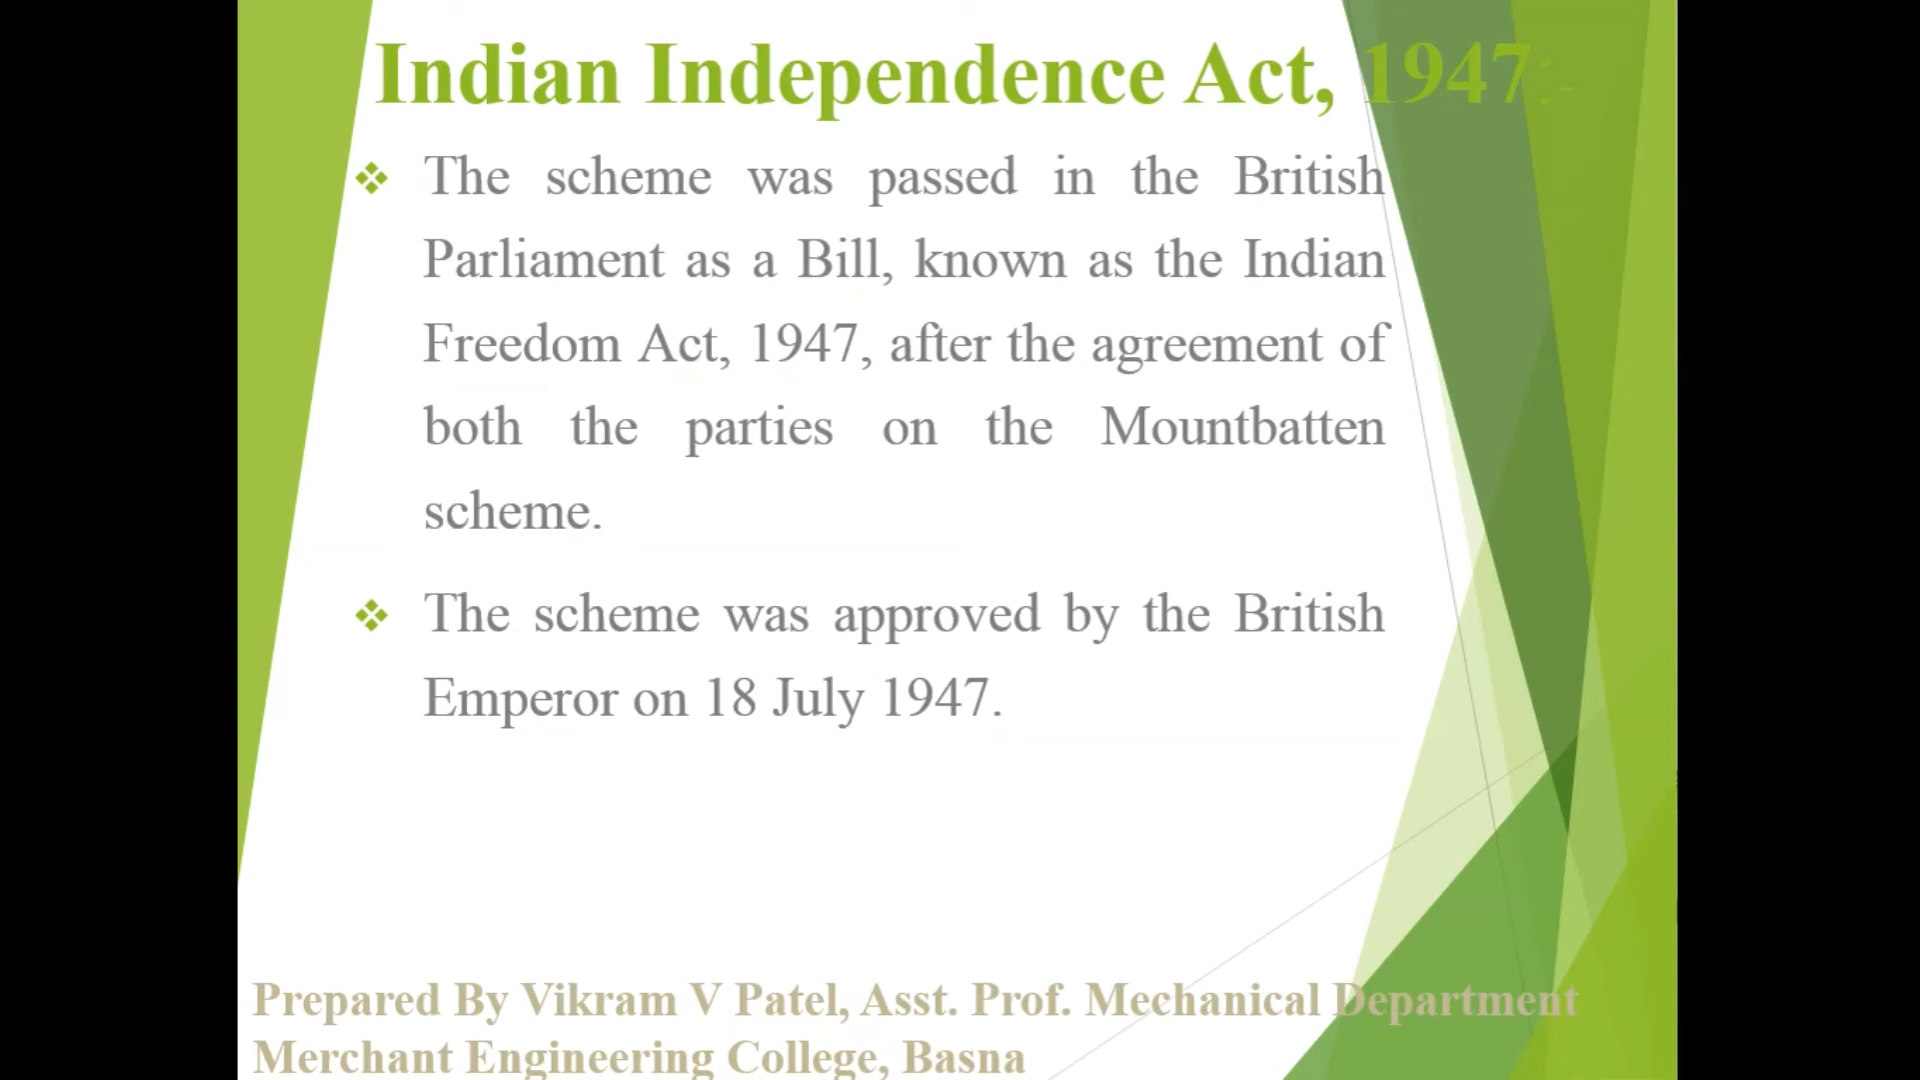 Indian Independence Act, 1947:-
The scheme was passed in the British
Parliament as a Bill, known as the Indian
Freedom Act, 1947, after the agreement of
both the parties on the Mountbatten
scheme.
The scheme was approved by the British
Emperor on 18 July 1947.
Prepared By Vikram V Patel, Asst. Prof. Mechanical Department
Merchant Engineering College, Basna